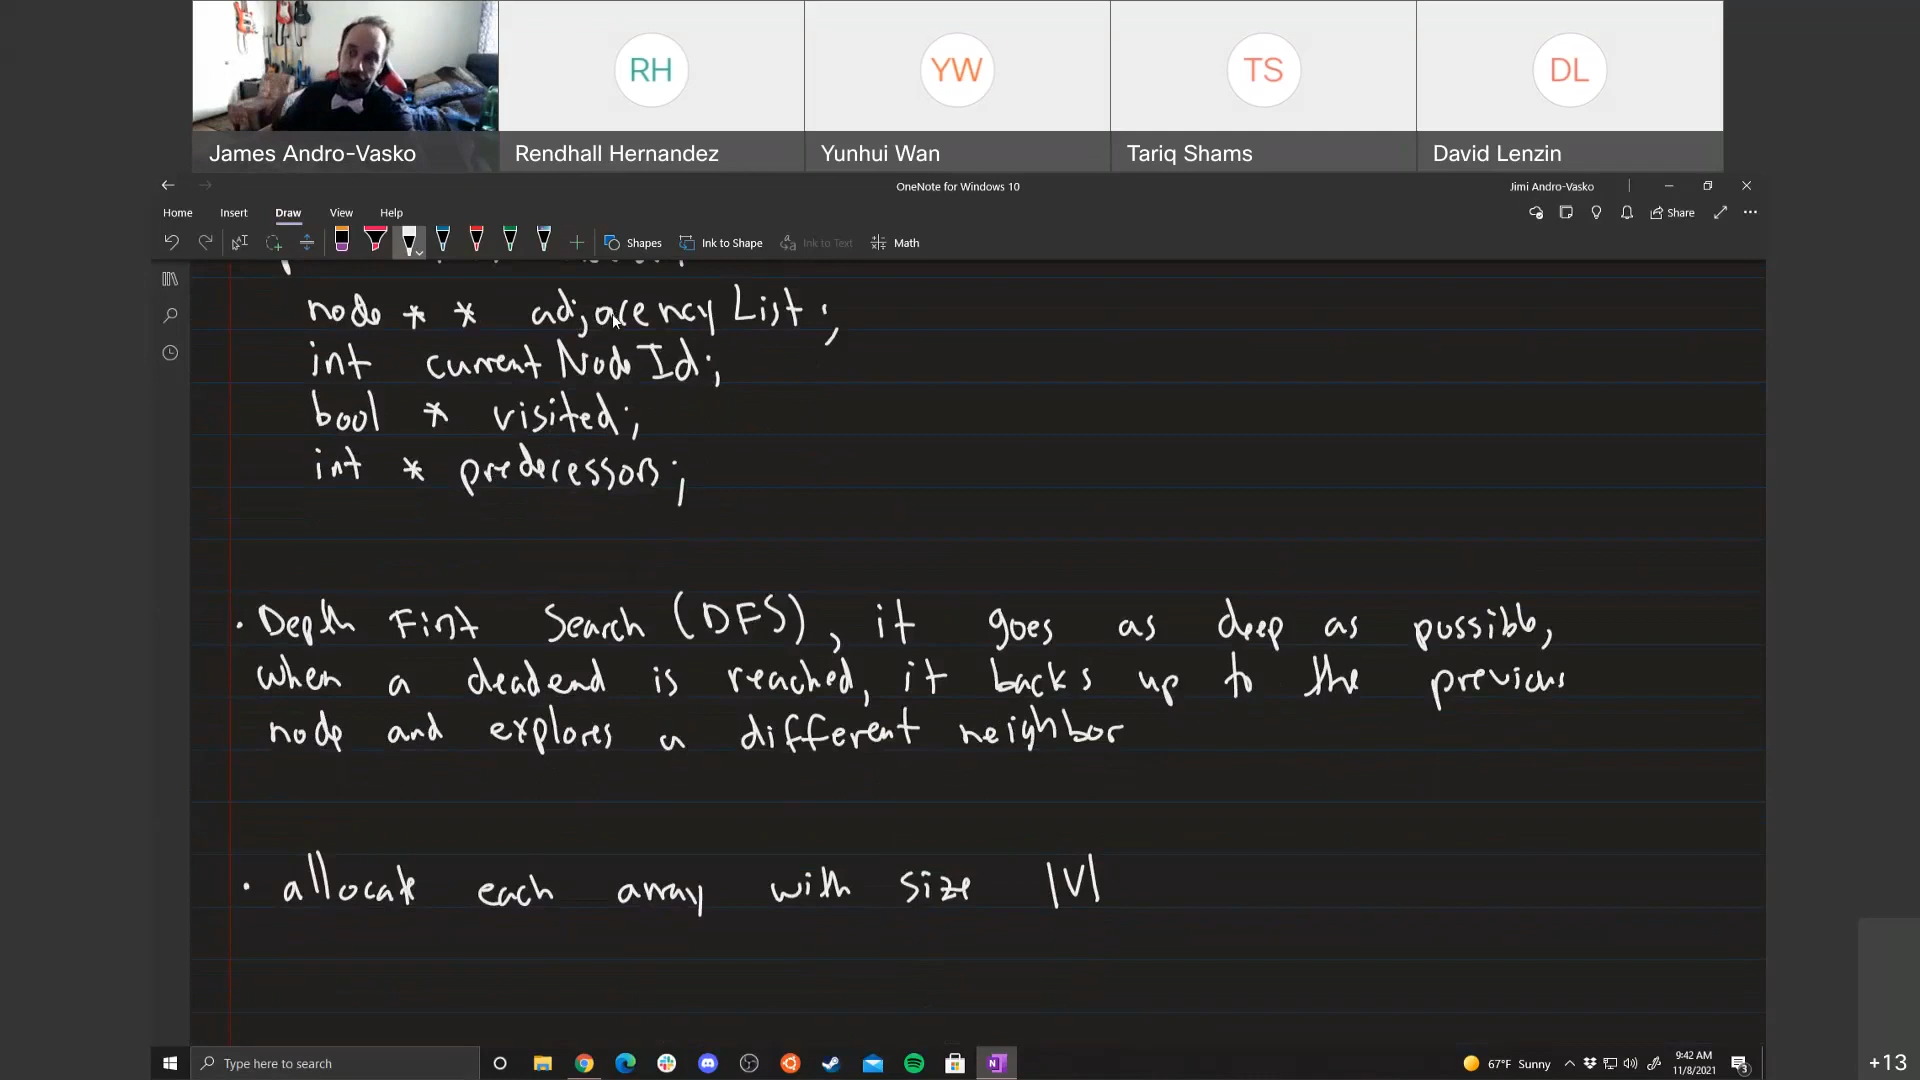 RH
YW
TS
DL
James Andro-Vasko
Rendhall Hernandez
Yunhui Wan
Tariq Shams
David Lenzin
OneNote for Windows 10
Jimi Andro-Vasko
Home Insert Draw View Help
Share
Shapes Ink to Shape Ink to Text Math
node * * adjacency List ;
int current Node Id ;
bool * visited ;
int * predecessors ;
• Depth First Search (DFS) , it goes as deep as possible,
when a deadend is reached, it backs up to the previous
node and explores a different neighbor
• allocate each array with size |V|
Type here to search
67°F Sunny
9:42 AM
11/8/2021
3
+13